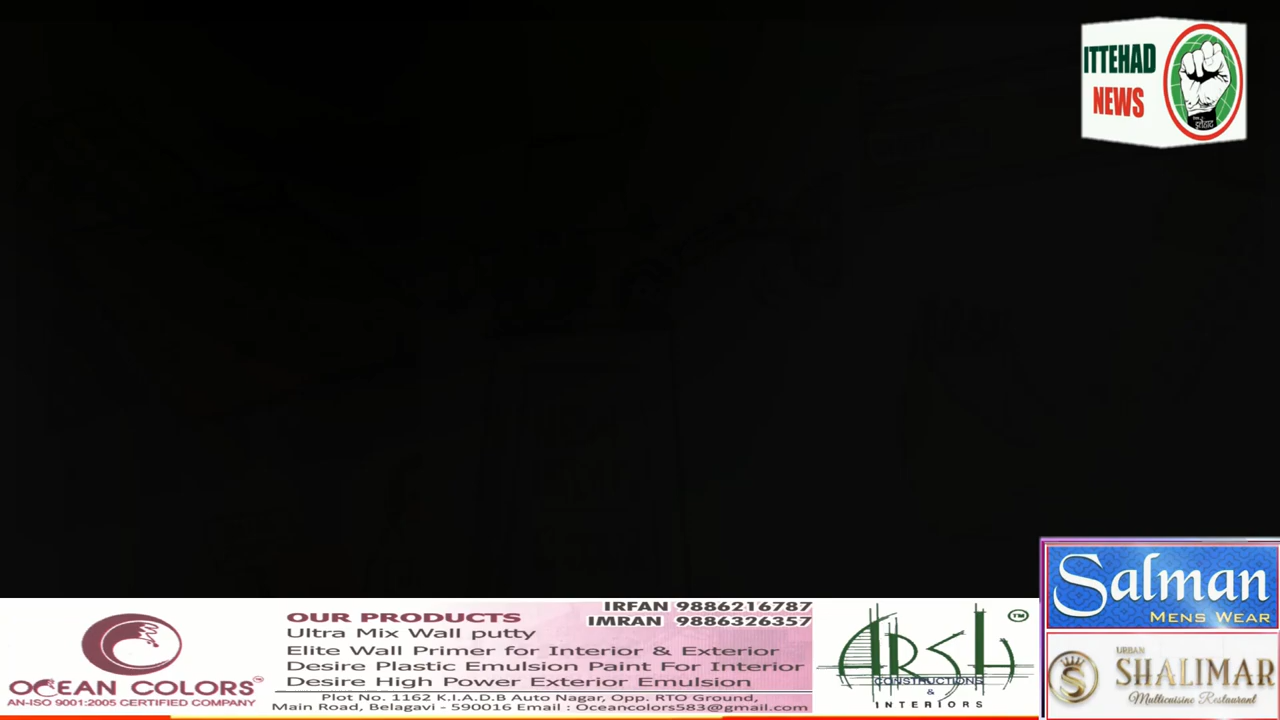 ITTEHAD
NEWS
Salman
MENS WEAR
URBAN
SHALIMAR
Multicuisine Restaurant
OCEAN COLORS™
AN-ISO 9001:2005 CERTIFIED COMPANY
IRFAN 9886216787
IMRAN 9886326357
OUR PRODUCTS
Ultra Mix Wall putty
Elite Wall Primer for Interior & Exterior
Desire Plastic Emulsion Paint For Interior
Desire High Power Exterior Emulsion
Plot No. 1162 K.I.A.D.B Auto Nagar, Opp. RTO Ground,
Main Road, Belagavi - 590016 Email : Oceancolors583@gmail.com
ARSH ™
CONSTRUCTIONS
&
INTERIORS